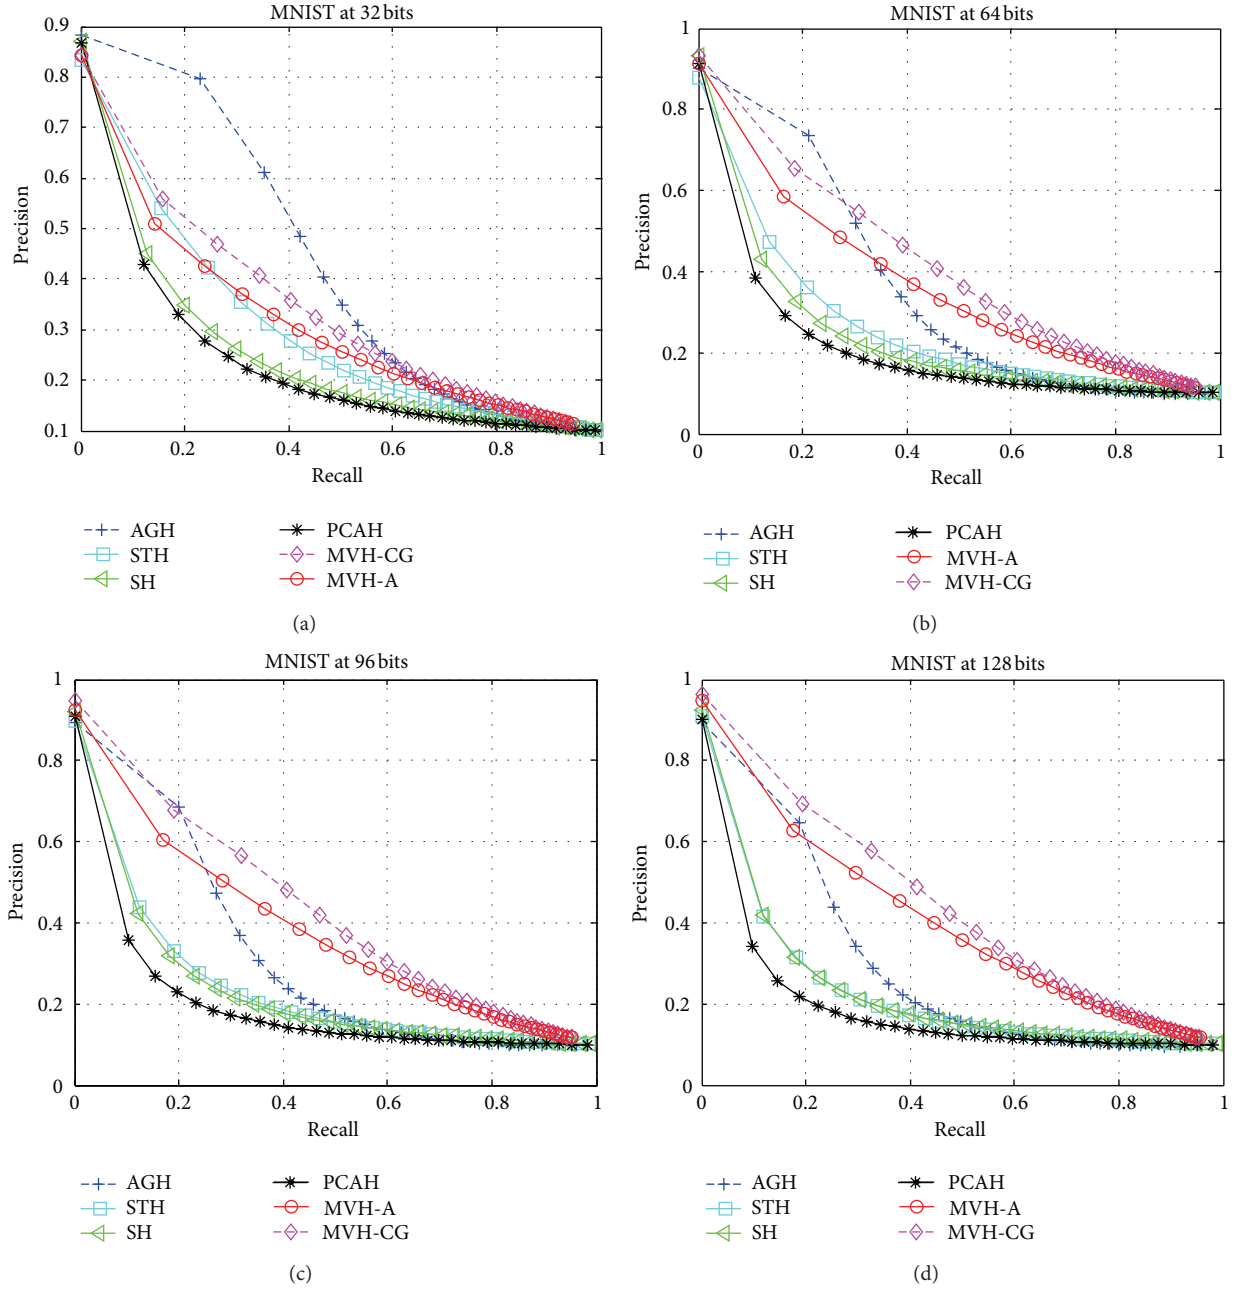 MNIST at 32 bits
0.9
0.8
0.7
0.6
0.5
0.4
0.3
0.2
0.1
Precision
0 0.2 0.4 0.6 0.8 1
Recall
AGH
STH
SH
PCAH
MVH-CG
MVH-A
(a)
MNIST at 64 bits
1
0.8
0.6
0.4
0.2
0
Precision
0 0.2 0.4 0.6 0.8 1
Recall
AGH
STH
SH
PCAH
MVH-A
MVH-CG
(b)
MNIST at 96 bits
1
0.8
0.6
0.4
0.2
0
Precision
0 0.2 0.4 0.6 0.8 1
Recall
AGH
STH
SH
PCAH
MVH-A
MVH-CG
(c)
MNIST at 128 bits
1
0.8
0.6
0.4
0.2
0
Precision
0 0.2 0.4 0.6 0.8 1
Recall
AGH
STH
SH
PCAH
MVH-A
MVH-CG
(d)